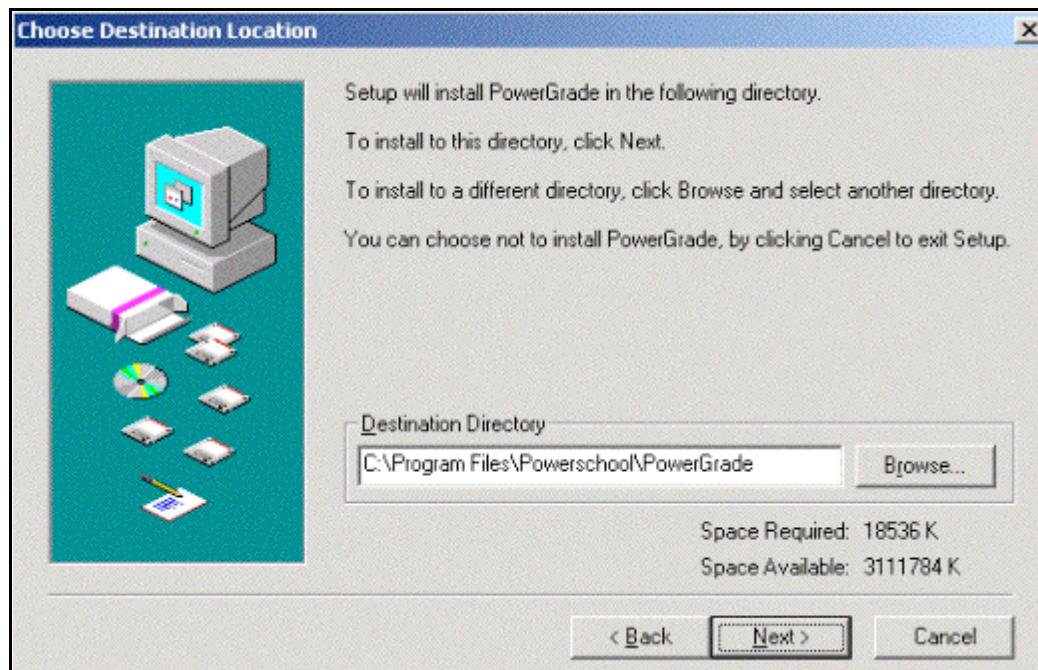 Choose Destination Location
Setup will install PowerGrade in the following directory.
To install to this directory, click Next.
To install to a different directory, click Browse and select another directory.
You can choose not to install PowerGrade, by clicking Cancel to exit Setup.
Destination Directory
C:\Program Files\Powerschool\PowerGrade
Browse...
Space Required: 18536 K
Space Available: 3111784 K
< Back
Next >
Cancel